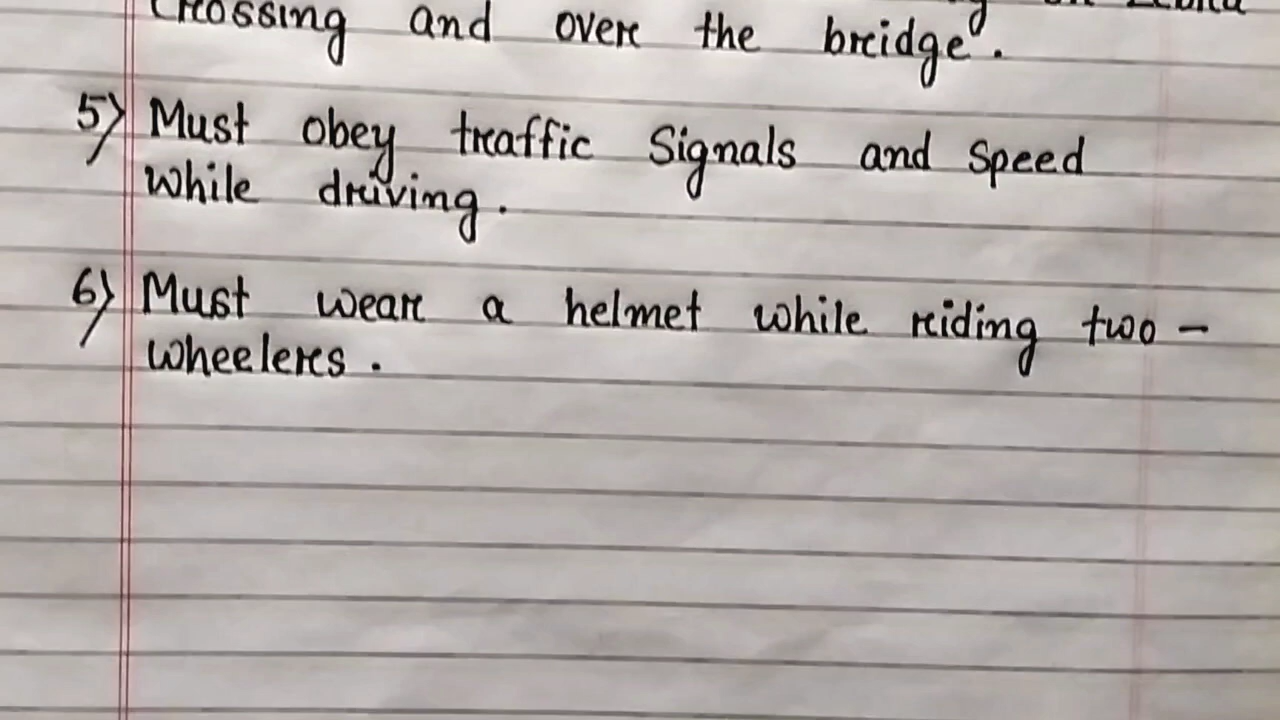 Crossing and over the bridge.
5) Must obey traffic Signals and Speed
while driving.
6) Must wear a helmet while riding two-
wheelers.